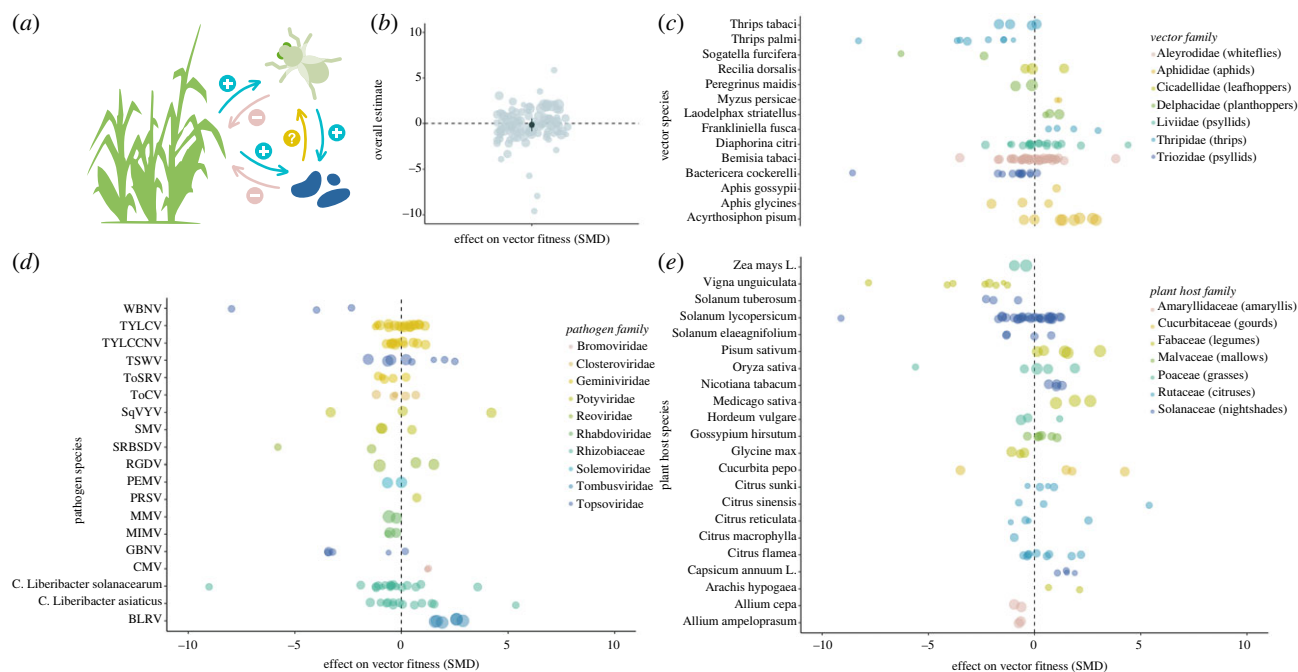 (a)
+
−
?
+
+
−
(b)
10
5
0
−5
−10
overall estimate
effect on vector fitness (SMD)
(c)
vector species
Thrips tabaci
Thrips palmi
Sogatella furcifera
Recilia dorsalis
Peregrinus maidis
Myzus persicae
Laodelphax striatellus
Frankliniella fusca
Diaphorina citri
Bemisia tabaci
Bactericera cockerelli
Aphis gossypii
Aphis glycines
Acyrthosiphon pisum
vector family
Aleyrodidae (whiteflies)
Aphididae (aphids)
Cicadellidae (leafhoppers)
Delphacidae (planthoppers)
Liviidae (psyllids)
Thripidae (thrips)
Triozidae (psyllids)
(d)
pathogen species
WBNV
TYLCV
TYLCCNV
TSWV
ToSRV
ToCV
SqVYV
SMV
SRBSDV
RGDV
PEMV
PRSV
MMV
MIMV
GBNV
CMV
C. Liberibacter solanacearum
C. Liberibacter asiaticus
BLRV
−10
−5
0
5
10
effect on vector fitness (SMD)
pathogen family
Bromoviridae
Closteroviridae
Geminiviridae
Potyviridae
Reoviridae
Rhabdoviridae
Rhizobiaceae
Solemoviridae
Tombusviridae
Topsoviridae
(e)
plant host species
Zea mays L.
Vigna unguiculata
Solanum tuberosum
Solanum lycopersicum
Solanum elaeagnifolium
Pisum sativum
Oryza sativa
Nicotiana tabacum
Medicago sativa
Hordeum vulgare
Gossypium hirsutum
Glycine max
Cucurbita pepo
Citrus sunki
Citrus sinensis
Citrus reticulata
Citrus macrophylla
Citrus flamea
Capsicum annuum L.
Arachis hypogaea
Allium cepa
Allium ampeloprasum
−10
−5
0
5
10
effect on vector fitness (SMD)
plant host family
Amaryllidaceae (amaryllis)
Cucurbitaceae (gourds)
Fabaceae (legumes)
Malvaceae (mallows)
Poaceae (grasses)
Rutaceae (citruses)
Solanaceae (nightshades)